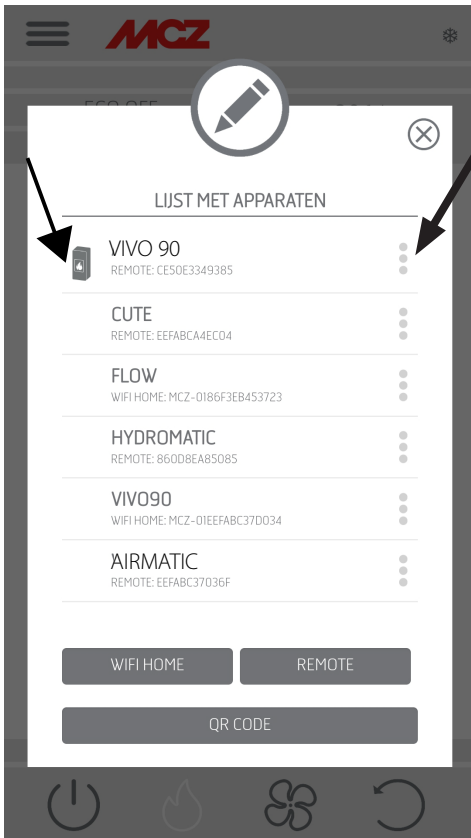 MCZ
LIJST MET APPARATEN
VIVO 90
REMOTE: CE50E3349385
CUTE
REMOTE: EEFABCA4EC04
FLOW
WIFI HOME: MCZ-0186F3EB453723
HYDROMATIC
REMOTE: 860D8EA85085
VIVO90
WIFI HOME: MCZ-01EEFABC37D034
AIRMATIC
REMOTE: EEFABC37036F
WIFI HOME REMOTE
QR CODE